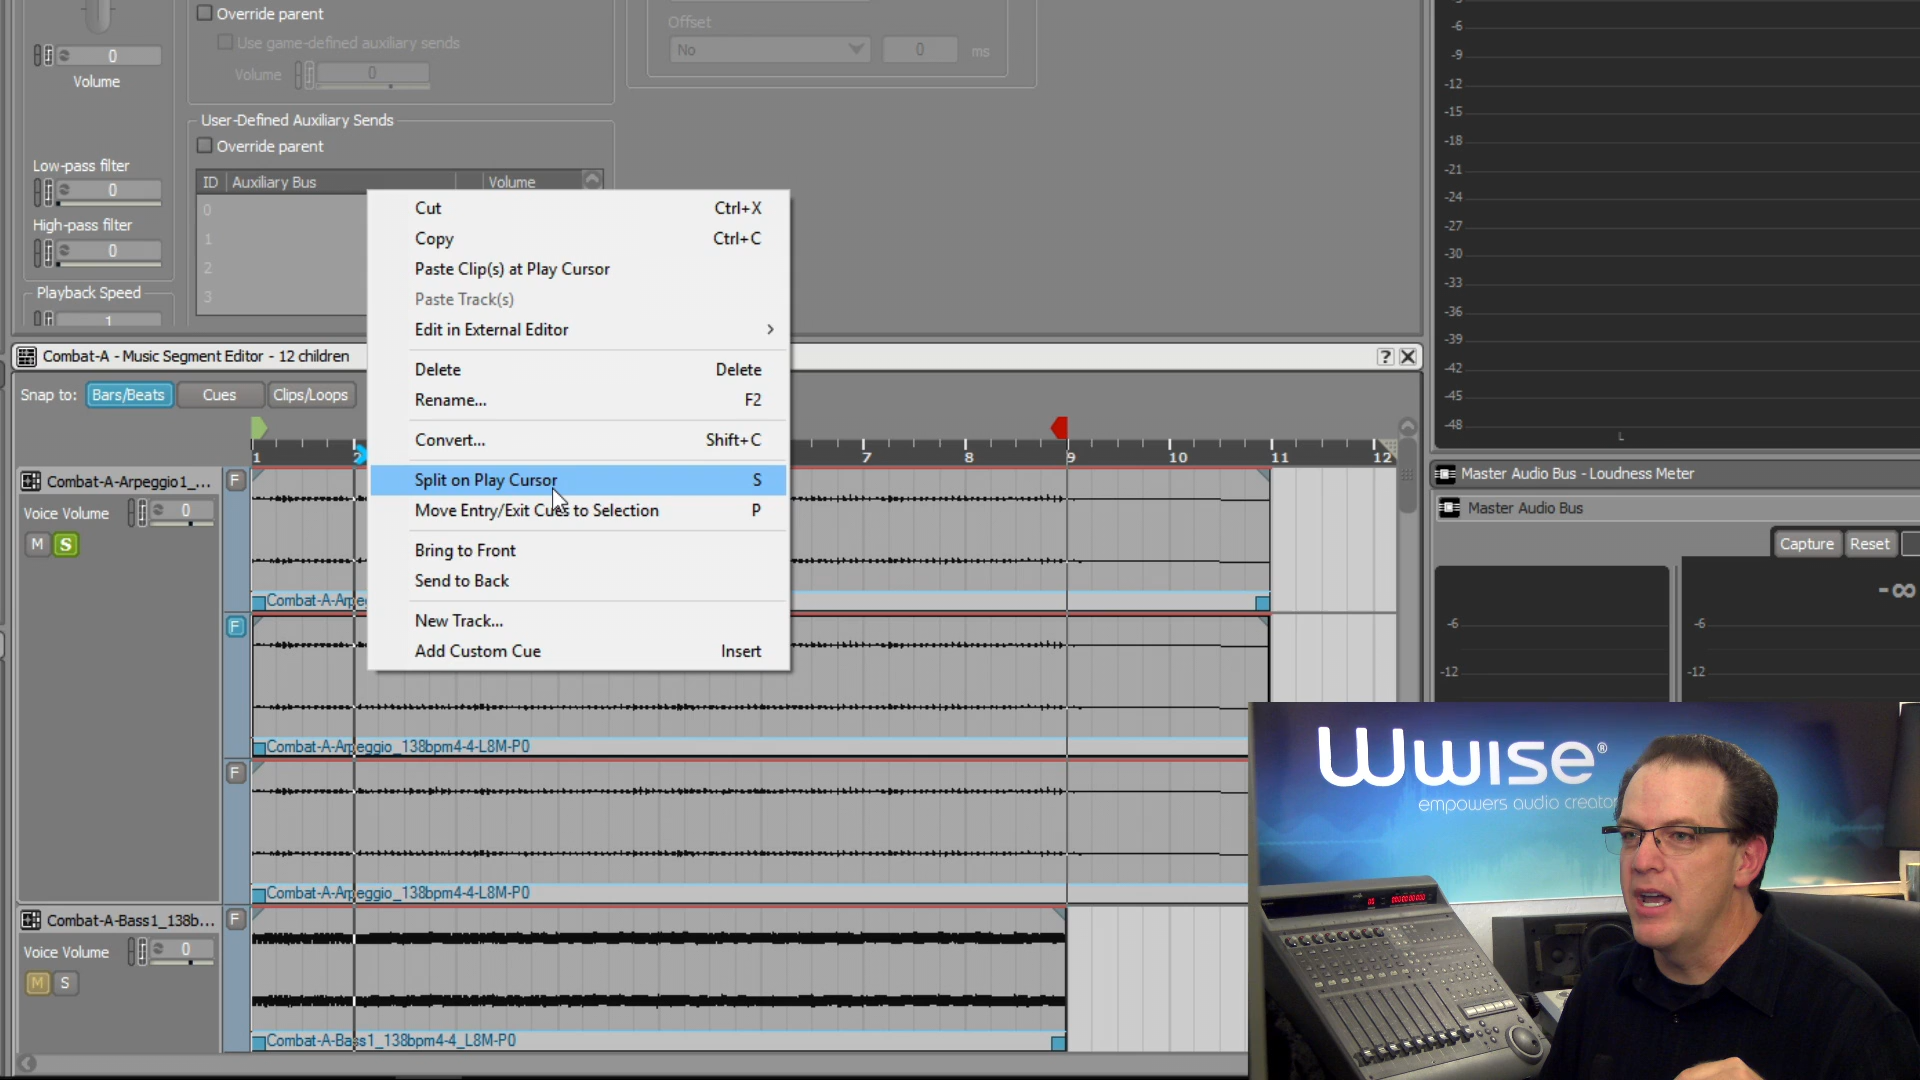 Override parent
Use game-defined auxiliary sends
Volume 0
0
Volume
Offset
No 0 ms
User-Defined Auxiliary Sends
Override parent
ID Auxiliary Bus Volume
0
1
2
3
Low-pass filter
0
High-pass filter
0
Playback Speed
1
Cut Ctrl+X
Copy Ctrl+C
Paste Clip(s) at Play Cursor
Paste Track(s)
Edit in External Editor
Delete Delete
Rename... F2
Convert... Shift+C
Split on Play Cursor S
Move Entry/Exit Cues to Selection P
Bring to Front
Send to Back
New Track...
Add Custom Cue Insert
Combat-A - Music Segment Editor - 12 children
?
Snap to: Bars/Beats Cues Clips/Loops
1 2 7 8 9 10 11 12
Combat-A-Arpeggio1_...
F
Voice Volume 0
M S
Combat-A-Arpe
F
Combat-A-Arpeggio_138bpm4-4-L8M-P0
F
Combat-A-Arpeggio_138bpm4-4-L8M-P0
Combat-A-Bass1_138b...
F
Voice Volume 0
M S
Combat-A-Bass1_138bpm4-4_L8M-P0
-6
-9
-12
-15
-18
-21
-24
-27
-30
-33
-36
-39
-42
-45
-48
L
Master Audio Bus - Loudness Meter
Master Audio Bus
Capture Reset
-∞
-6 -6
-12 -12
Wwise®
empowers audio creato